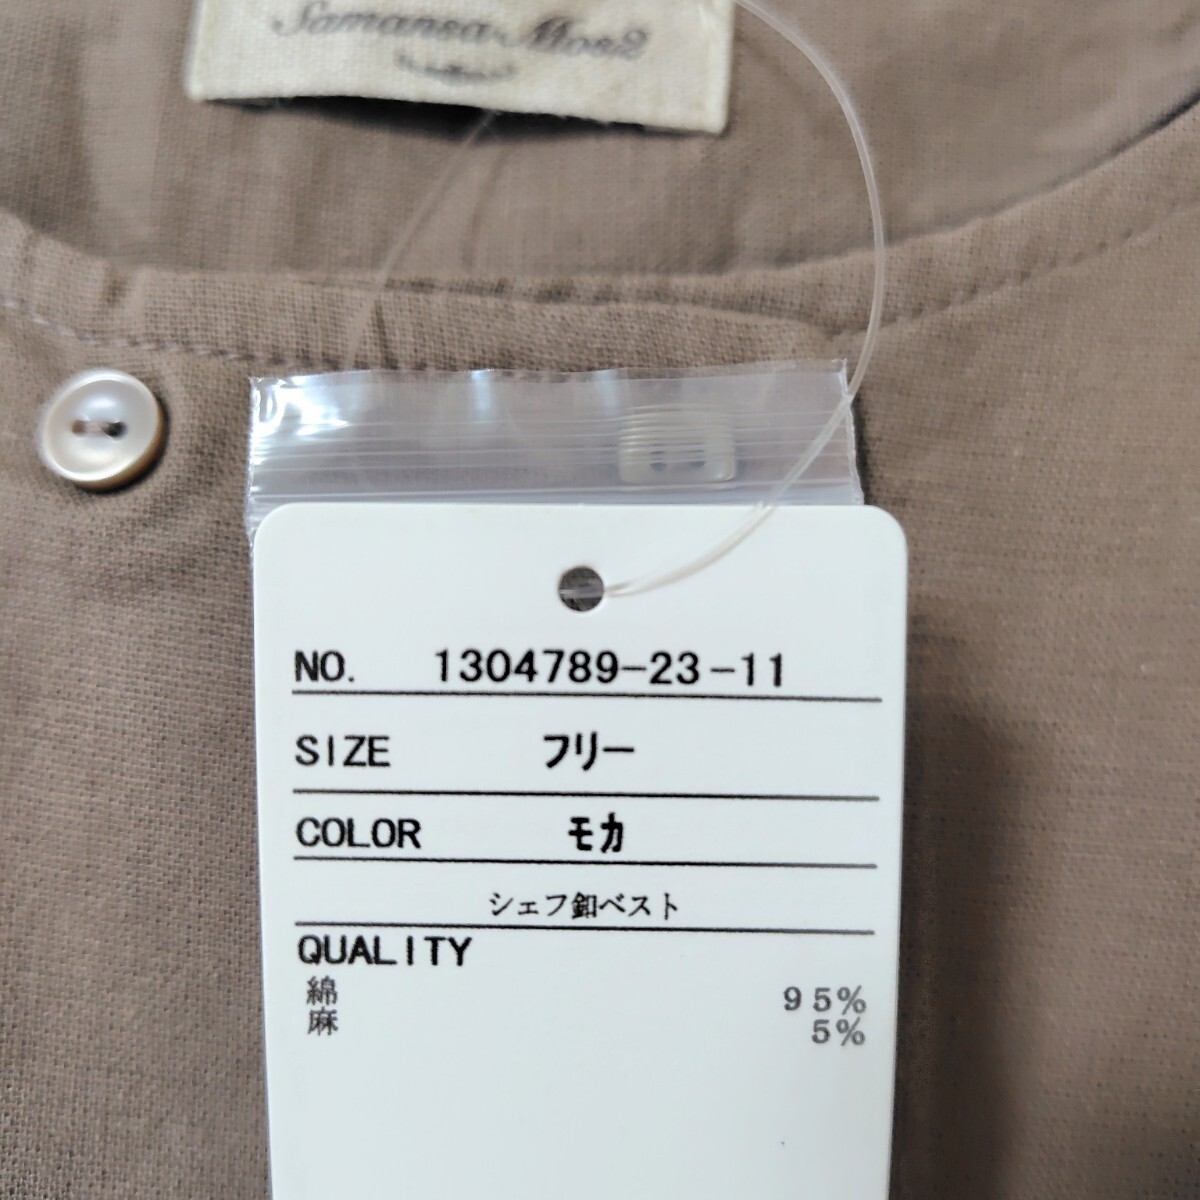 Samansa Mos2
NO. 1304789-23-11
SIZE フリー
COLOR モカ
シェフ釦ベスト
QUALITY
綿 95%
麻 5%